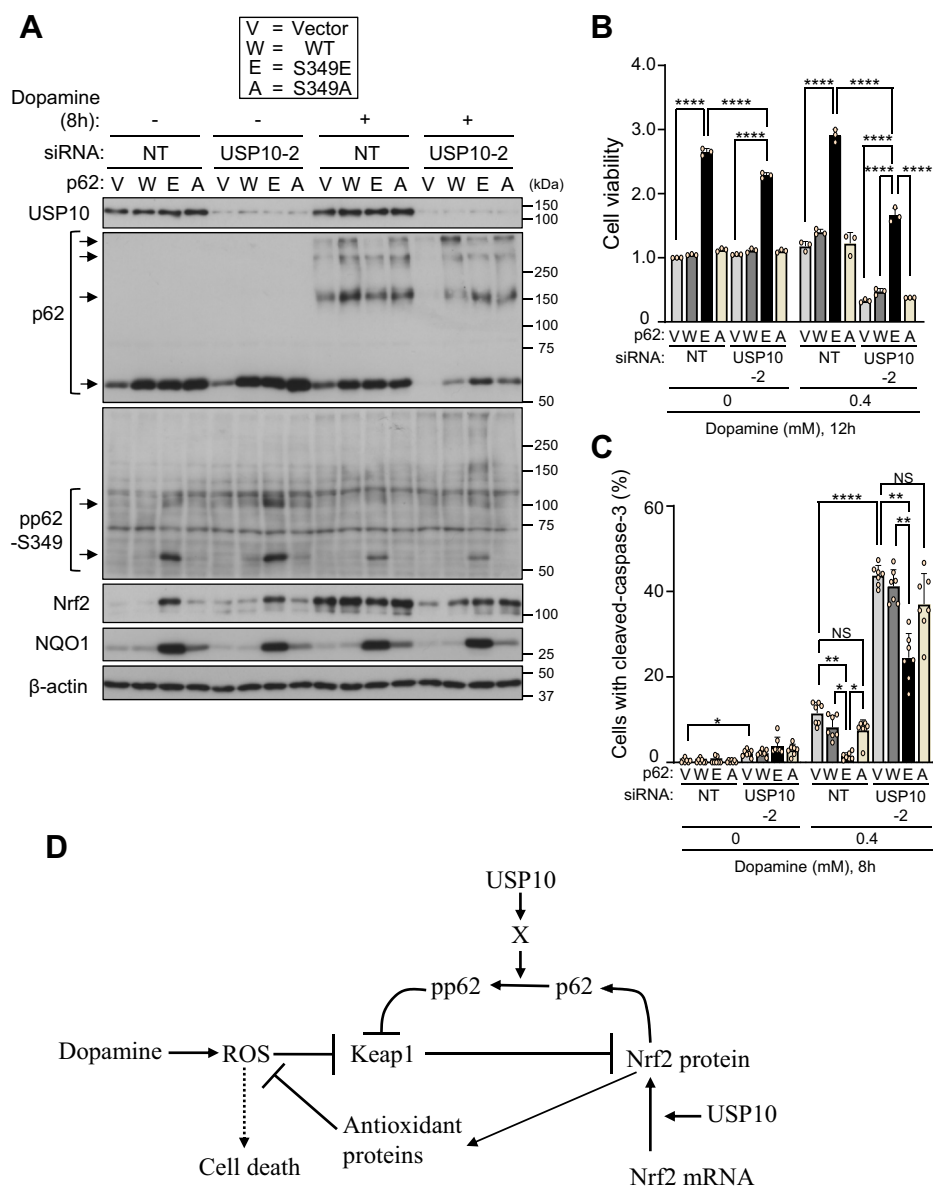 A
V = Vector
W = WT
E = S349E
A = S349A
Dopamine
(8h): - - + +
siRNA: NT USP10-2 NT USP10-2
p62: V W E A V W E A V W E A V W E A (kDa)
USP10
150
100
p62
250
150
100
75
50
pp62
-S349
250
150
100
75
50
Nrf2
100
NQO1
25
β-actin
50
37
B
Cell viability
4.0
3.0
2.0
1.0
0
**** **** **** ****
**** ****
**** ****
p62: V W E A V W E A V W E A V W E A
siRNA: NT USP10 NT USP10
-2 -2
0 0.4
Dopamine (mM), 12h
C
Cells with cleaved-caspase-3 (%)
60
40
20
0
NS
**** **
**
NS
**
* *
*
p62: V W E A V W E A V W E A V W E A
siRNA: NT USP10 NT USP10
-2 -2
0 0.4
Dopamine (mM), 8h
D
USP10
X
pp62 p62
Dopamine ROS Keap1 Nrf2 protein
Antioxidant
proteins
USP10
Cell death
Nrf2 mRNA